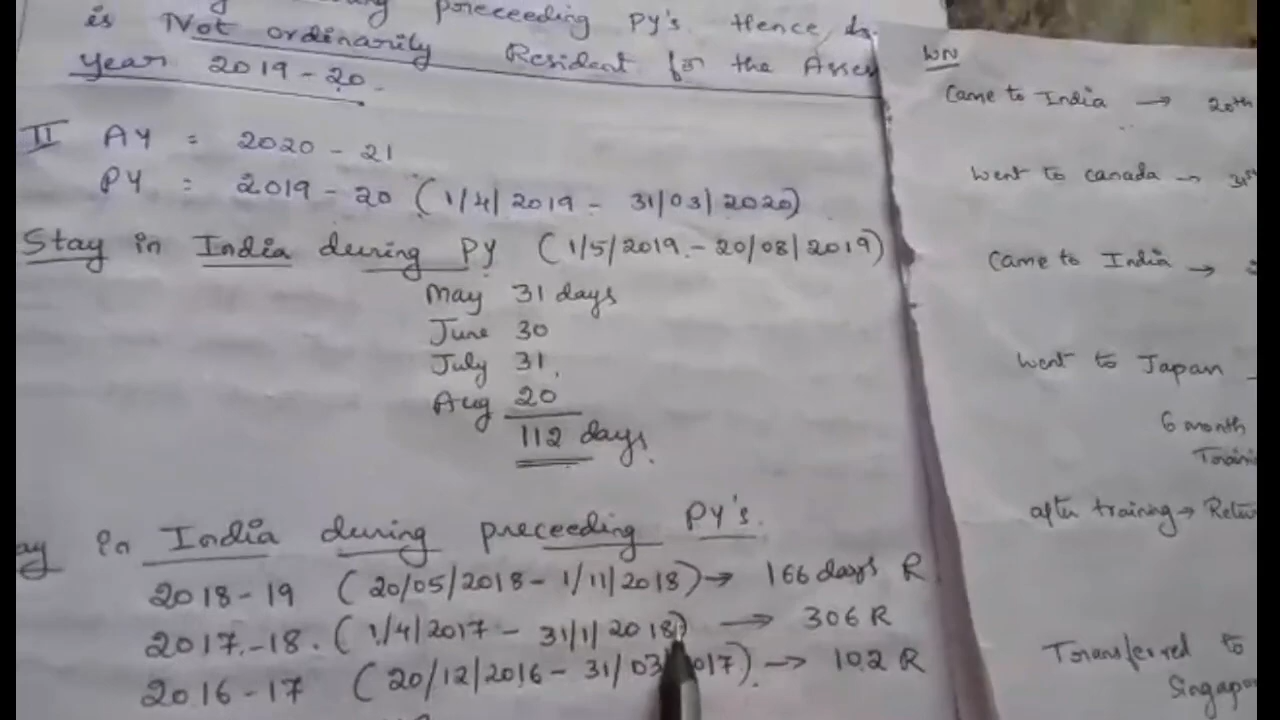 preceeding PY's. Hence,
is Not ordinarily Resident for the
year 2019-20.
II AY = 2020-21
PY = 2019-20 (1/4/2019 - 31/03/2020)
Stay in India during PY (1/5/2019 - 20/08/2019)
May 31 days
June 30
July 31
Aug 20
112 days
in India during preceeding PY's.
2018-19 (20/05/2018 - 1/11/2018) → 166 days R
2017-18. (1/4/2017 - 31/1/2018) → 306 R
2016-17 (20/12/2016 - 31/03/2017). → 102 R
WN
Came to India → 20th
Went to canada →
Came to India →
Went to Japan -
6 month
after training →
Transferred to